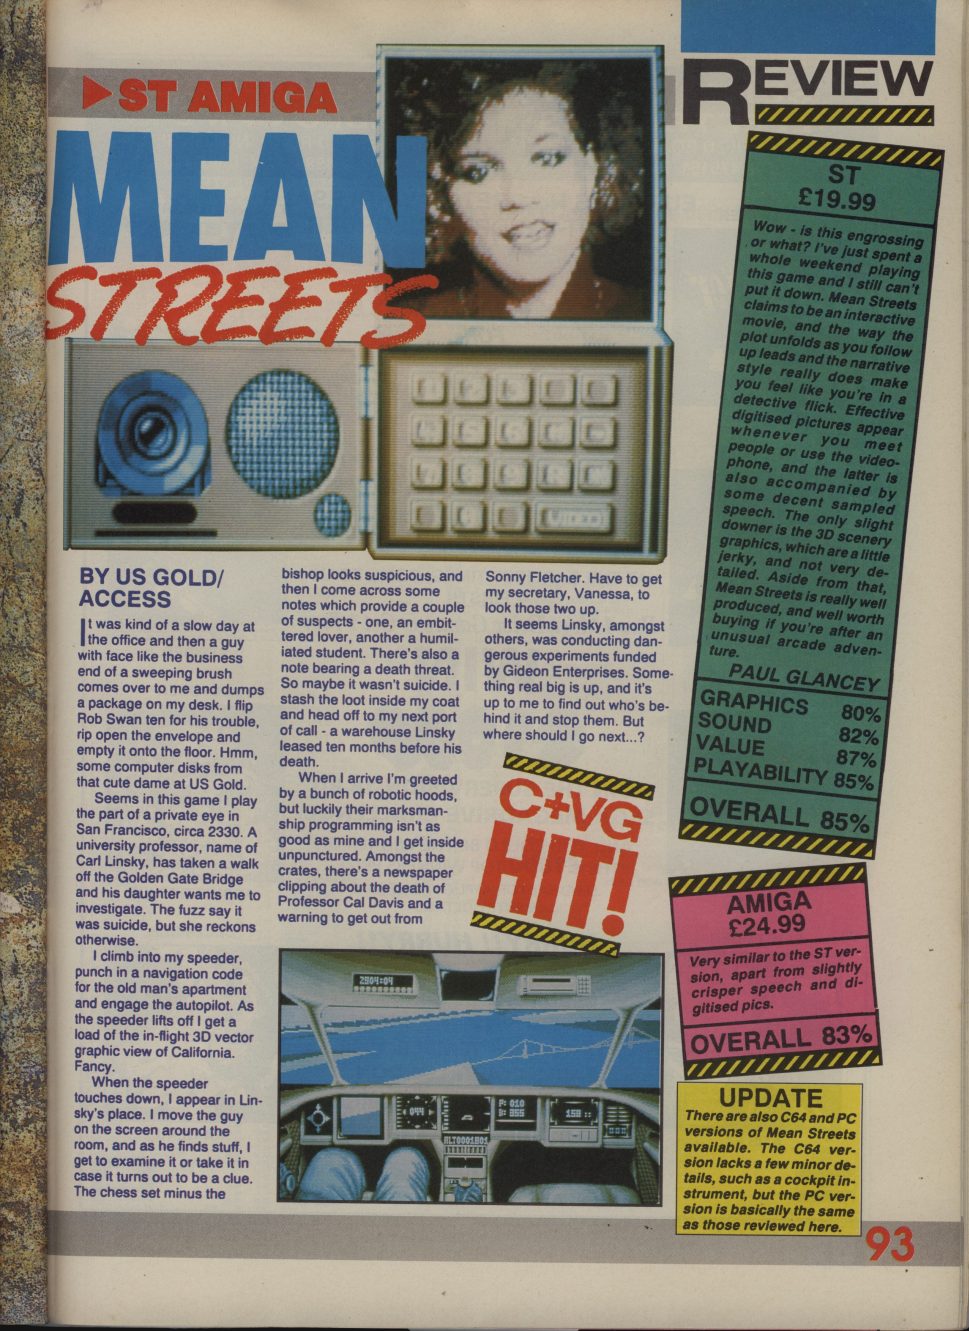 ST AMIGA
MEAN
STREETS
REVIEW
BY US GOLD/
ACCESS
It was kind of a slow day at
the office and then a guy
with face like the business
end of a sweeping brush
comes over to me and dumps
a package on my desk. I flip
Rob Swan ten for his trouble,
rip open the envelope and
empty it onto the floor. Hmm,
some computer disks from
that cute dame at US Gold.
Seems in this game I play
the part of a private eye in
San Francisco, circa 2330. A
university professor, name of
Carl Linsky, has taken a walk
off the Golden Gate Bridge
and his daughter wants me to
investigate. The fuzz say it
was suicide, but she reckons
otherwise.
I climb into my speeder,
punch in a navigation code
for the old man's apartment
and engage the autopilot. As
the speeder lifts off I get a
load of the in-flight 3D vector
graphic view of California.
Fancy.
When the speeder
touches down, I appear in Lin-
sky's place. I move the guy
on the screen around the
room, and as he finds stuff, I
get to examine it or take it in
case it turns out to be a clue.
The chess set minus the
bishop looks suspicious, and
then I come across some
notes which provide a couple
of suspects - one, an embit-
tered lover, another a humil-
iated student. There's also a
note bearing a death threat.
So maybe it wasn't suicide. I
stash the loot inside my coat
and head off to my next port
of call - a warehouse Linsky
leased ten months before his
death.
When I arrive I'm greeted
by a bunch of robotic hoods,
but luckily their marksman-
ship programming isn't as
good as mine and I get inside
unpunctured. Amongst the
crates, there's a newspaper
clipping about the death of
Professor Cal Davis and a
warning to get out from
Sonny Fletcher. Have to get
my secretary, Vanessa, to
look those two up.
It seems Linsky, amongst
others, was conducting dan-
gerous experiments funded
by Gideon Enterprises. Some-
thing real big is up, and it's
up to me to find out who's be-
hind it and stop them. But
where should I go next...?
C+VG
HIT!
ST
£19.99
Wow - is this engrossing
or what? I've just spent a
whole weekend playing
this game and I still can't
put it down. Mean Streets
claims to be an interactive
movie, and the way the
plot unfolds as you follow
up leads and the narrative
style really does make
you feel like you're in a
detective flick. Effective
digitised pictures appear
whenever you meet
people or use the video-
phone, and the latter is
also accompanied by
some decent sampled
speech. The only slight
downer is the 3D scenery
graphics, which are a little
jerky, and not very de-
tailed. Aside from that,
Mean Streets is really well
produced, and well worth
buying if you're after an
unusual arcade adven-
ture.
PAUL GLANCEY
GRAPHICS 80%
SOUND 82%
VALUE 87%
PLAYABILITY 85%
OVERALL 85%
AMIGA
£24.99
Very similar to the ST ver-
sion, apart from slightly
crisper speech and di-
gitised pics.
OVERALL 83%
UPDATE
There are also C64 and PC
versions of Mean Streets
available. The C64 ver-
sion lacks a few minor de-
tails, such as a cockpit in-
strument, but the PC ver-
sion is basically the same
as those reviewed here.
93